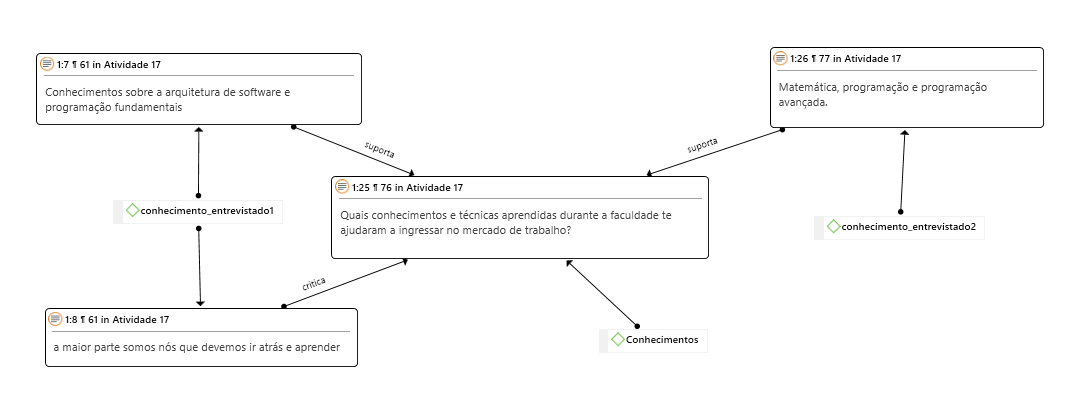 1:7 ¶ 61 in Atividade 17
Conhecimentos sobre a arquitetura de software e
programação fundamentais
1:26 ¶ 77 in Atividade 17
Matemática, programação e programação
avançada.
suporta
suporta
1:25 ¶ 76 in Atividade 17
Quais conhecimentos e técnicas aprendidas durante a faculdade te
ajudaram a ingressar no mercado de trabalho?
conhecimento_entrevistado1
conhecimento_entrevistado2
critica
1:8 ¶ 61 in Atividade 17
a maior parte somos nós que devemos ir atrás e aprender
Conhecimentos